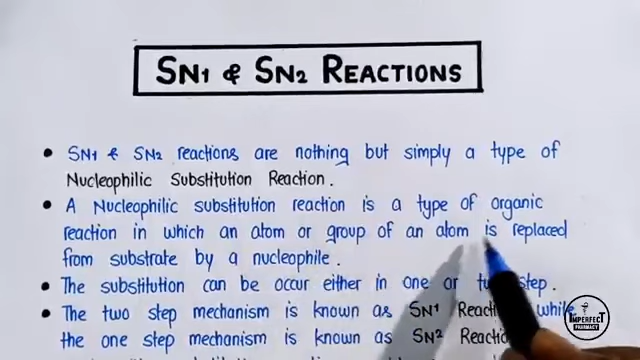 SN1 & SN2 REACTIONS
• SN1 & SN2 reactions are nothing but simply a type of
Nucleophilic Substitution Reaction.
• A Nucleophilic substitution reaction is a type of organic
reaction in which an atom or group of an atom is replaced
from substrate by a nucleophile.
• The substitution can be occur either in one or step.
• The two step mechanism is known as SN1 while
the one step mechanism is known as SN2
IMPERFECT
PHARMACY